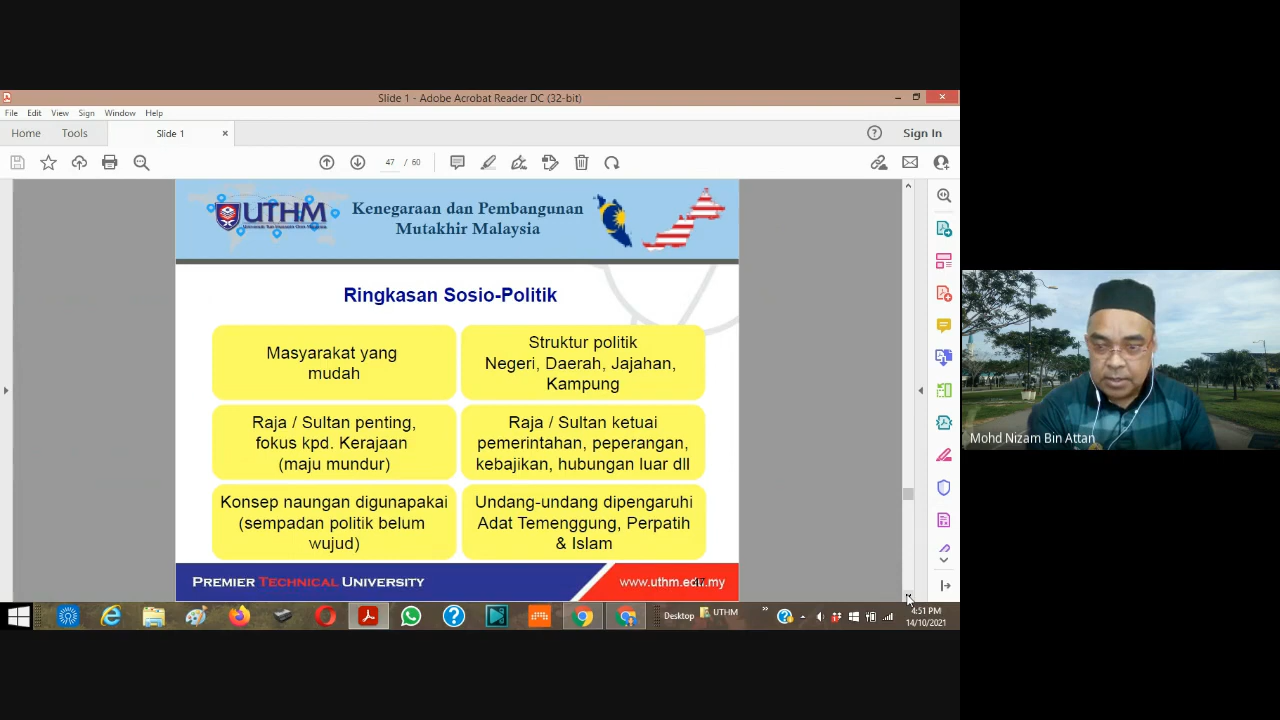 Slide 1 - Adobe Acrobat Reader DC (32-bit)
File Edit View Sign Window Help
Home Tools Slide 1 Sign In
47 / 60
UTHM
Kenegaraan dan Pembangunan
Mutakhir Malaysia
Ringkasan Sosio-Politik
Masyarakat yang
mudah
Struktur politik
Negeri, Daerah, Jajahan,
Kampung
Raja / Sultan penting,
fokus kpd. Kerajaan
(maju mundur)
Raja / Sultan ketuai
pemerintahan, peperangan,
kebajikan, hubungan luar dll
Konsep naungan digunapakai
(sempadan politik belum
wujud)
Undang-undang dipengaruhi
Adat Temenggung, Perpatih
& Islam
PREMIER TECHNICAL UNIVERSITY
www.uthm.edu.my
47
Desktop UTHM
4:51 PM
14/10/2021
Mohd Nizam Bin Attan